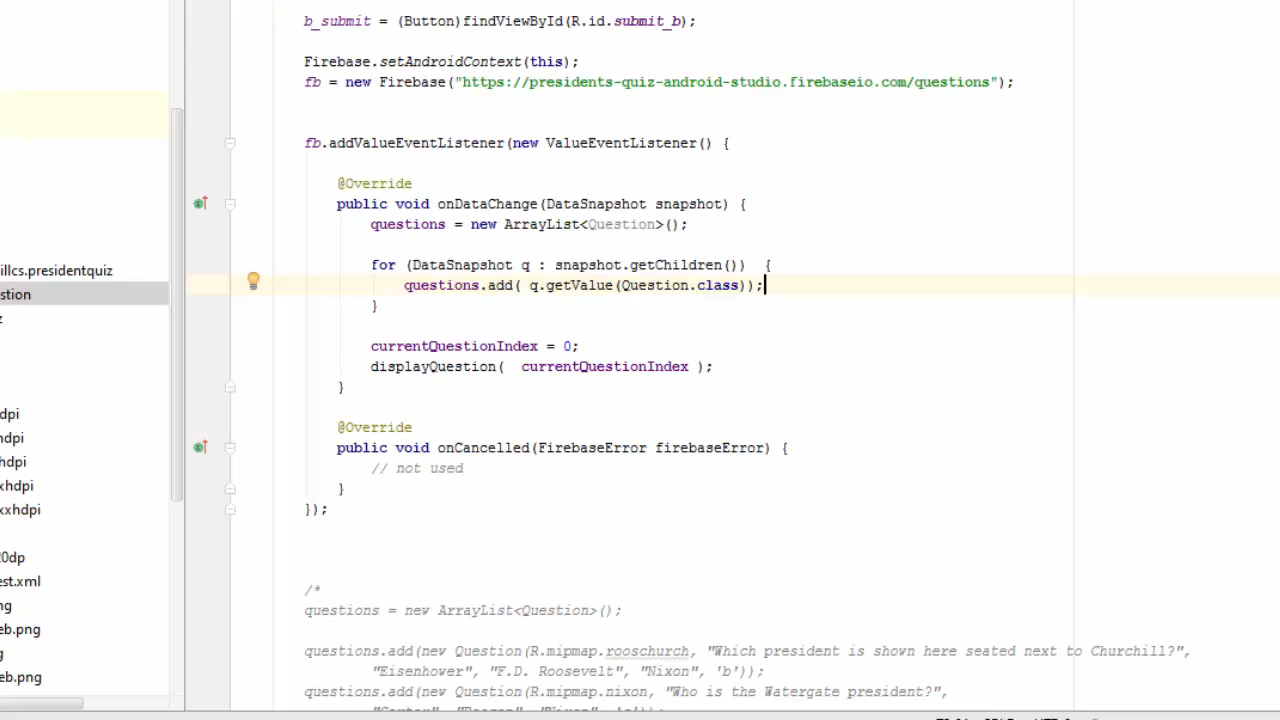 b_submit = (Button)findViewById(R.id.submit_b);
Firebase.setAndroidContext(this);
fb = new Firebase("https://presidents-quiz-android-studio.firebaseio.com/questions");
fb.addValueEventListener(new ValueEventListener() {
@Override
public void onDataChange(DataSnapshot snapshot) {
questions = new ArrayList<Question>();
for (DataSnapshot q : snapshot.getChildren())  {
questions.add( q.getValue(Question.class));
}
currentQuestionIndex = 0;
displayQuestion(  currentQuestionIndex );
}
@Override
public void onCancelled(FirebaseError firebaseError) {
// not used
}
});
/*
questions = new ArrayList<Question>();
questions.add(new Question(R.mipmap.rooschurch, "Which president is shown here seated next to Churchill?",
"Eisenhower", "F.D. Roosevelt", "Nixon", 'b'));
questions.add(new Question(R.mipmap.nixon, "Who is the Watergate president?",
illcs.presidentquiz
stion
z
dpi
hdpi
hdpi
xhdpi
xxhdpi
20dp
est.xml
ng
eb.png
g
eb.png